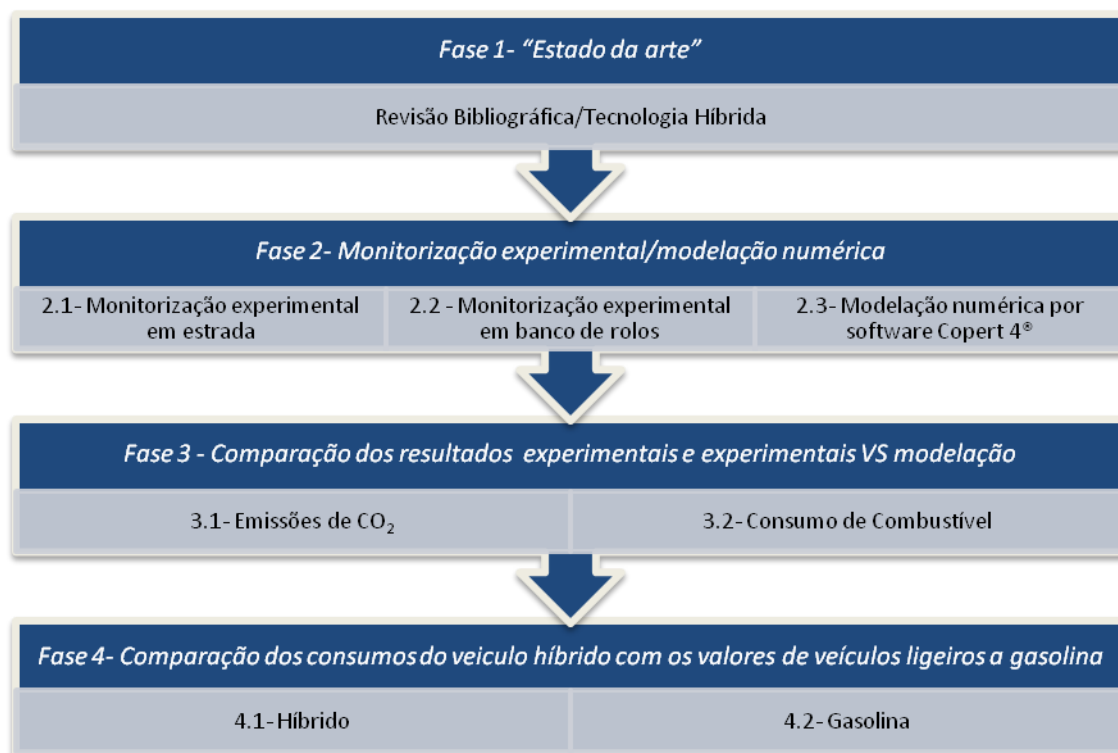 Fase 1- “Estado da arte”
Revisão Bibliográfica/Tecnologia Híbrida
Fase 2- Monitorização experimental/modelação numérica
2.1- Monitorização experimental
em estrada
2.2 - Monitorização experimental
em banco de rolos
2.3- Modelação numérica por
software Copert 4®
Fase 3 - Comparação dos resultados experimentais e experimentais VS modelação
3.1- Emissões de CO₂
3.2- Consumo de Combustível
Fase 4- Comparação dos consumos do veiculo híbrido com os valores de veículos ligeiros a gasolina
4.1- Híbrido
4.2- Gasolina